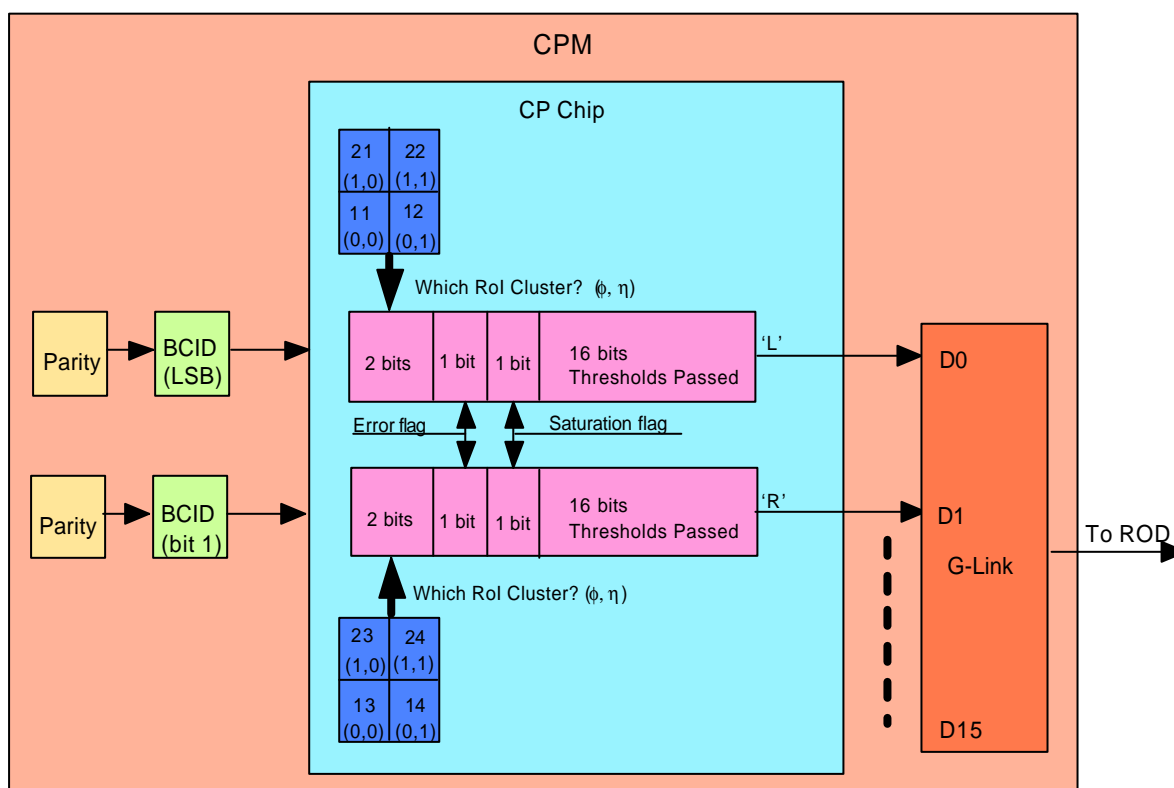 CPM
CP Chip
21 22
(1,0) (1,1)
11 12
(0,0) (0,1)
Which RoI Cluster? (ϕ, η)
Parity
BCID
(LSB)
2 bits
1 bit
1 bit
16 bits
Thresholds Passed
‘L’
D0
Error flag
Saturation flag
Parity
BCID
(bit 1)
2 bits
1 bit
1 bit
16 bits
Thresholds Passed
‘R’
D1
G-Link
To ROD
Which RoI Cluster? (ϕ, η)
23 24
(1,0) (1,1)
13 14
(0,0) (0,1)
D15